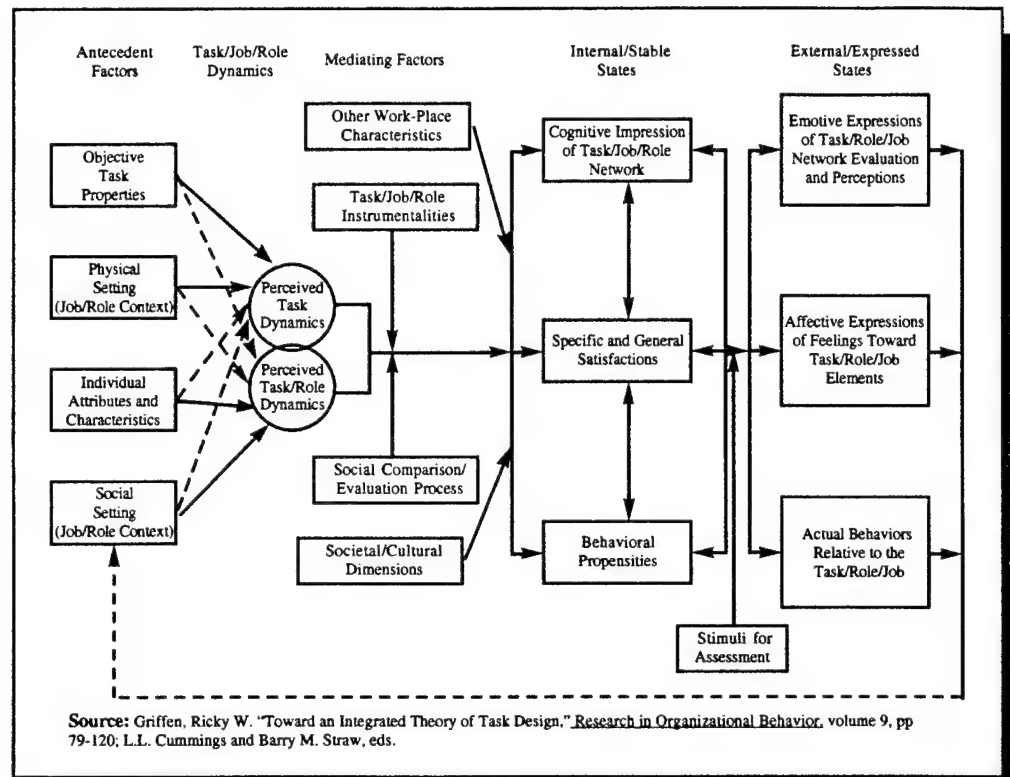 Antecedent
Factors
Task/Job/Role
Dynamics
Mediating Factors
Internal/Stable
States
External/Expressed
States
Objective
Task
Properties
Physical
Setting
(Job/Role Context)
Individual
Attributes and
Characteristics
Social
Setting
(Job/Role Context)
Perceived
Task
Dynamics
Perceived
Task/Role
Dynamics
Other Work-Place
Characteristics
Task/Job/Role
Instrumentalities
Social Comparison/
Evaluation Process
Societal/Cultural
Dimensions
Cognitive Impression
of Task/Job/Role
Network
Specific and General
Satisfactions
Behavioral
Propensities
Stimuli for
Assessment
Emotive Expressions
of Task/Role/Job
Network Evaluation
and Perceptions
Affective Expressions
of Feelings Toward
Task/Role/Job
Elements
Actual Behaviors
Relative to the
Task/Role/Job
Source: Griffen, Ricky W. "Toward an Integrated Theory of Task Design," Research in Organizational Behavior, volume 9, pp
79-120; L.L. Cummings and Barry M. Straw, eds.